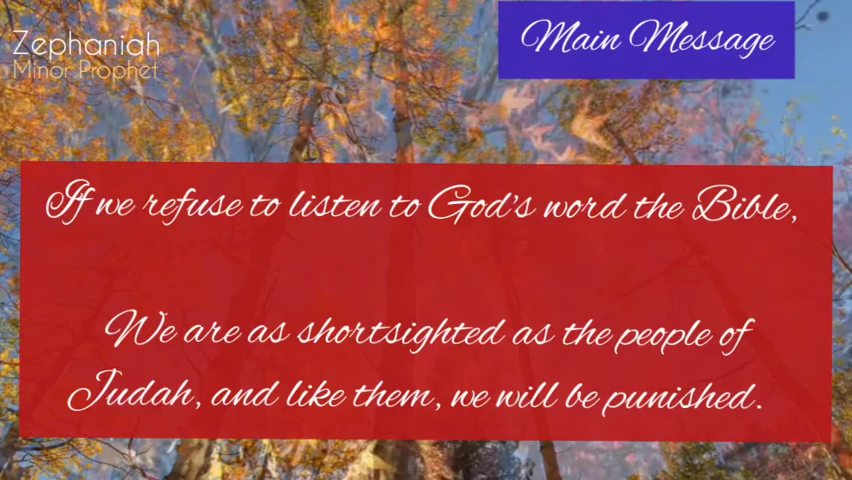 Zephaniah
Minor Prophet
Main Message
If we refuse to listen to God's word the Bible,
We are as shortsighted as the people of
Judah, and like them, we will be punished.